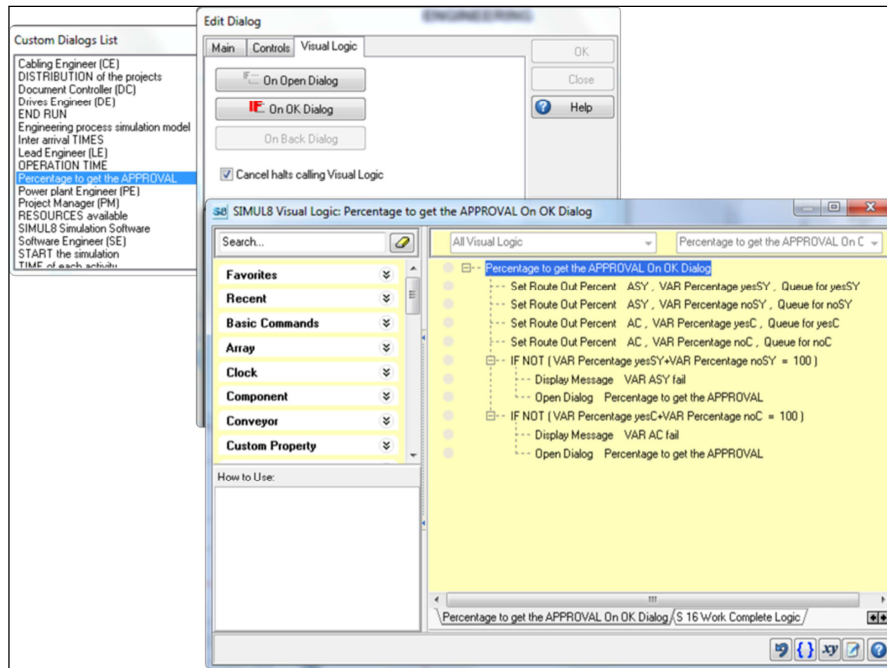 ENGINEERING
Custom Dialogs List
Cabling Engineer (CE)
DISTRIBUTION of the projects
Document Controller (DC)
Drives Engineer (DE)
END RUN
Engineering process simulation model
Inter arrival TIMES
Lead Engineer (LE)
OPERATION TIME
Percentage to get the APPROVAL
Power plant Engineer (PE)
Project Manager (PM)
RESOURCES available
SIMUL8 Simulation Software
Software Engineer (SE)
START the simulation
TIME of each activity
Edit Dialog
Main Controls Visual Logic
On Open Dialog
IF On OK Dialog
On Back Dialog
Cancel halts calling Visual Logic
OK
Close
Help
S8 SIMUL8 Visual Logic: Percentage to get the APPROVAL On OK Dialog
Search...
Favorites
Recent
Basic Commands
Array
Clock
Component
Conveyor
Custom Property
How to Use:
All Visual Logic
Percentage to get the APPROVAL On C
Percentage to get the APPROVAL On OK Dialog
Set Route Out Percent ASY , VAR Percentage yesSY , Queue for yesSY
Set Route Out Percent ASY , VAR Percentage noSY , Queue for noSY
Set Route Out Percent AC , VAR Percentage yesC , Queue for yesC
Set Route Out Percent AC , VAR Percentage noC , Queue for noC
IF NOT ( VAR Percentage yesSY+VAR Percentage noSY = 100 )
Display Message VAR ASY fail
Open Dialog Percentage to get the APPROVAL
IF NOT ( VAR Percentage yesC+VAR Percentage noC = 100 )
Display Message VAR AC fail
Open Dialog Percentage to get the APPROVAL
Percentage to get the APPROVAL On OK Dialog S 16 Work Complete Logic
{ } xy